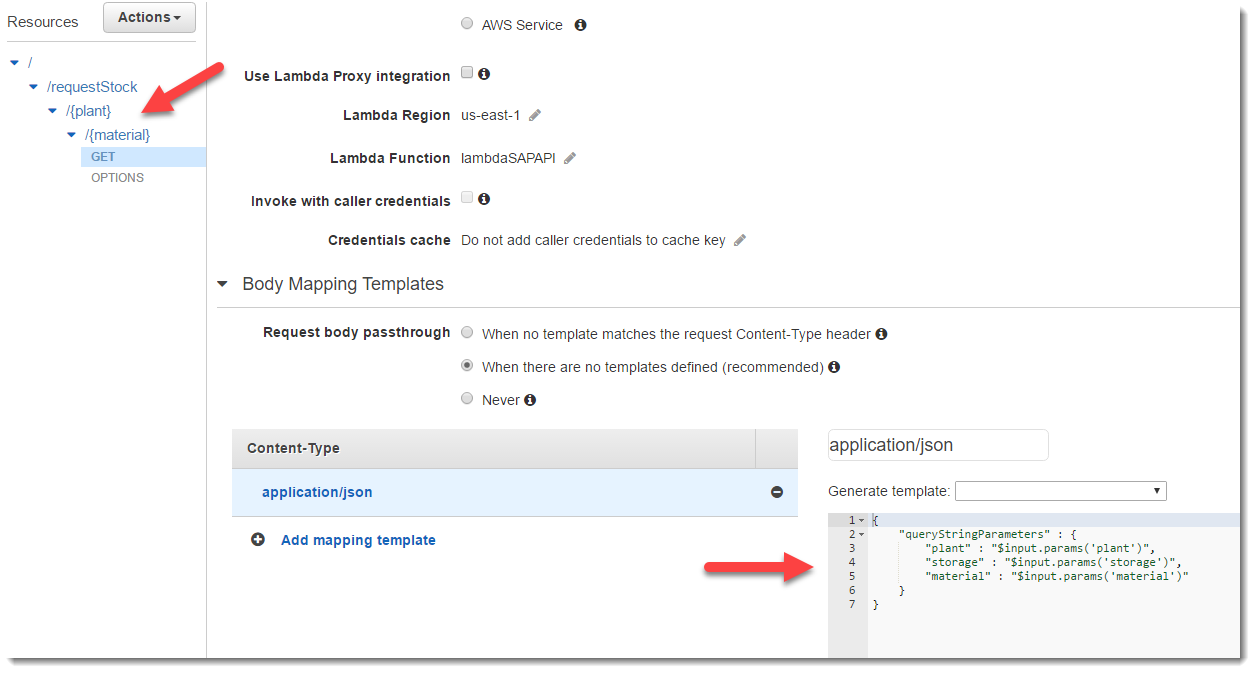 Resources
Actions
/
/requestStock
/{plant}
/{material}
GET
OPTIONS
AWS Service
Use Lambda Proxy integration
Lambda Region us-east-1
Lambda Function lambdaSAPAPI
Invoke with caller credentials
Credentials cache Do not add caller credentials to cache key
Body Mapping Templates
Request body passthrough When no template matches the request Content-Type header
When there are no templates defined (recommended)
Never
Content-Type
application/json
Add mapping template
application/json
Generate template:
1 {
2 "queryStringParameters" : {
3 "plant" : "$input.params('plant')",
4 "storage" : "$input.params('storage')",
5 "material" : "$input.params('material')"
6 }
7 }